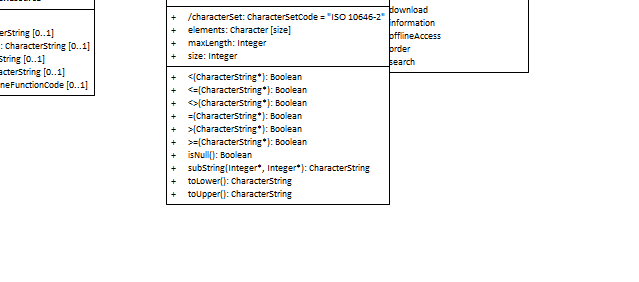 erString [0..1]
: CharacterString [0..1]
String [0..1]
acterString [0..1]
neFunctionCode [0..1]
+ /characterSet: CharacterSetCode = "ISO 10646-2"
+ elements: Character [size]
+ maxLength: Integer
+ size: Integer
+ <(CharacterString*): Boolean
+ <=(CharacterString*): Boolean
+ <>(CharacterString*): Boolean
+ =(CharacterString*): Boolean
+ >(CharacterString*): Boolean
+ >=(CharacterString*): Boolean
+ isNull(): Boolean
+ subString(Integer*, Integer*): CharacterString
+ toLower(): CharacterString
+ toUpper(): CharacterString
download
information
offlineAccess
order
search